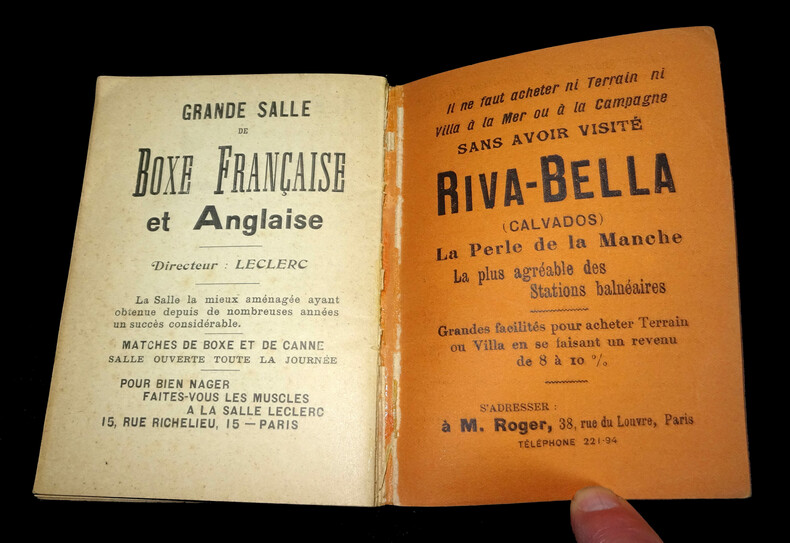 GRANDE SALLE
DE
BOXE FRANÇAISE
et Anglaise
Directeur : LECLERC
La Salle la mieux aménagée ayant
obtenue depuis de nombreuses années
un succès considérable.
MATCHES DE BOXE ET DE CANNE
SALLE OUVERTE TOUTE LA JOURNÉE
POUR BIEN NAGER
FAITES-VOUS LES MUSCLES
A LA SALLE LECLERC
15, RUE RICHELIEU, 15 — PARIS
Il ne faut acheter ni Terrain ni
Villa à la Mer ou à la Campagne
SANS AVOIR VISITÉ
RIVA-BELLA
(CALVADOS)
La Perle de la Manche
La plus agréable des
Stations balnéaires
Grandes facilités pour acheter Terrain
ou Villa en se faisant un revenu
de 8 à 10 %
S'ADRESSER :
à M. Roger, 38, rue du Louvre, Paris
TÉLÉPHONE 221-94